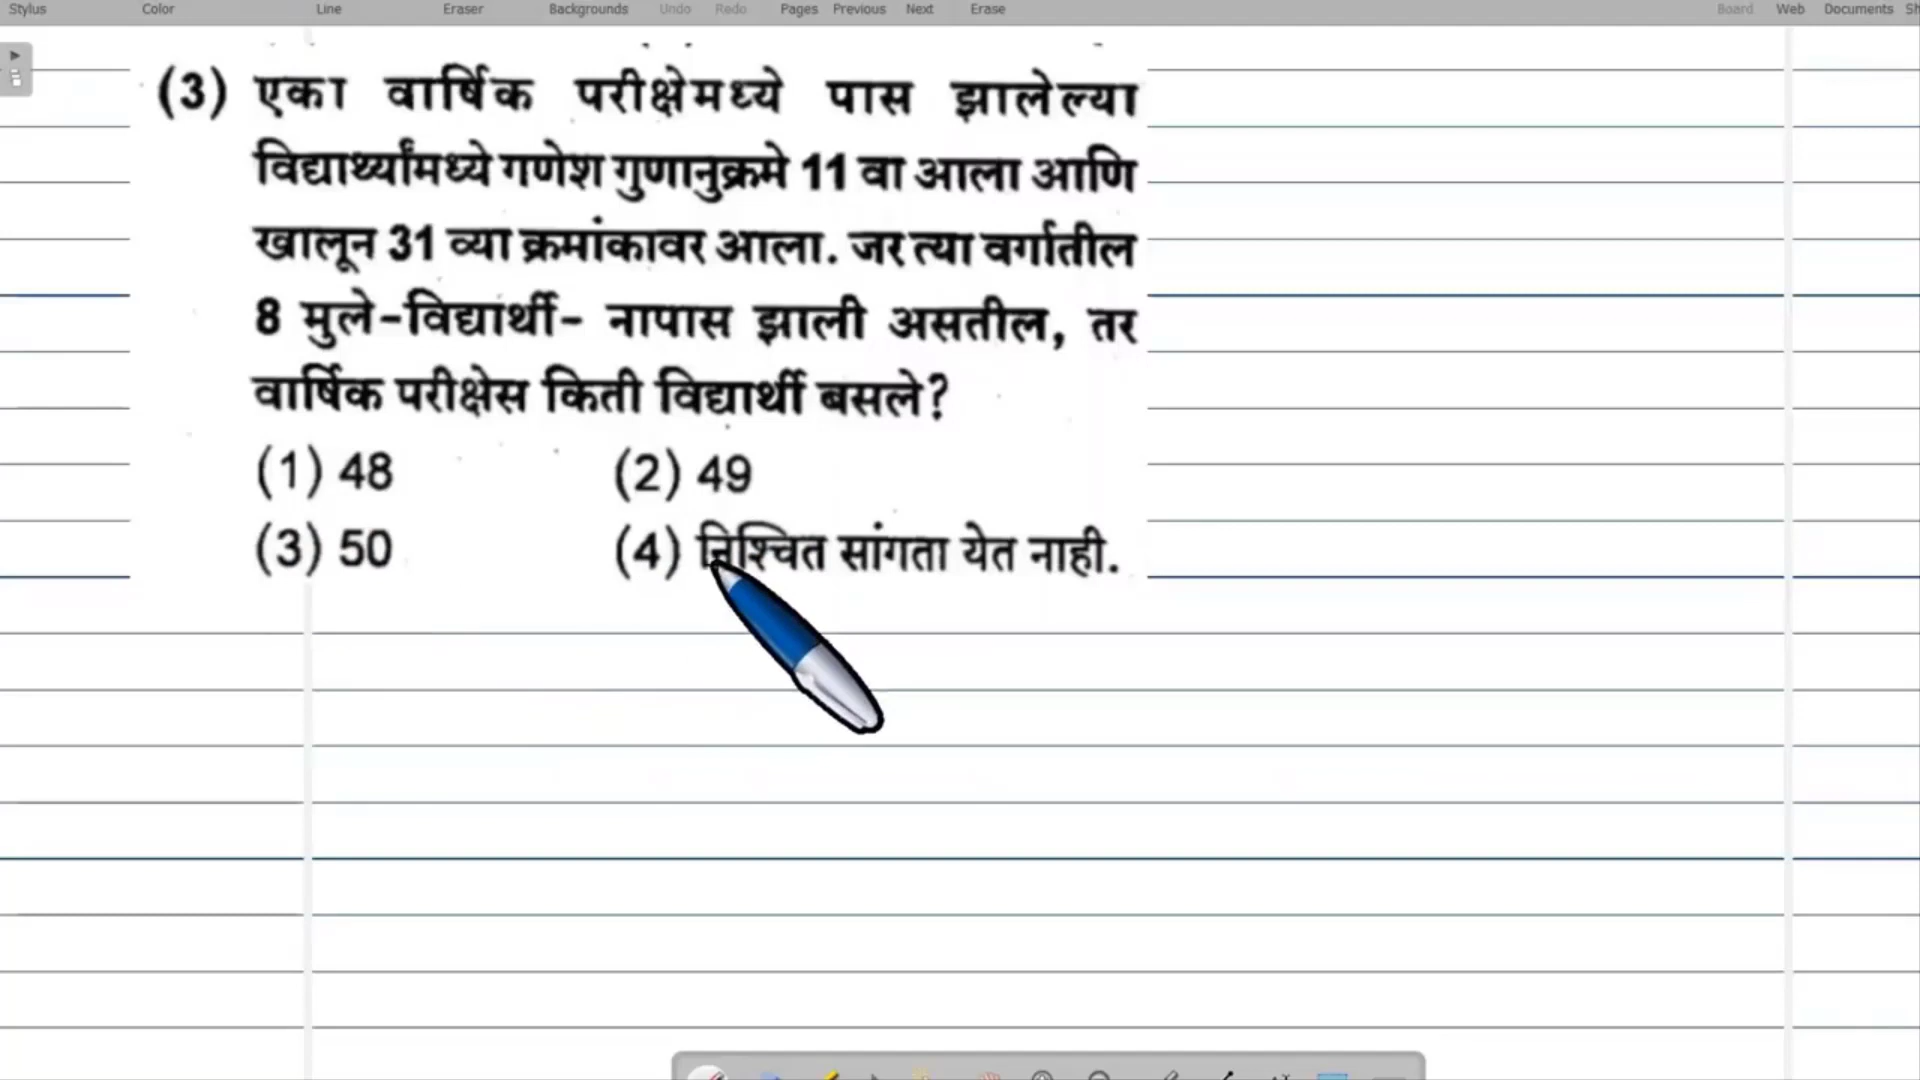 Stylus Color Line Eraser Backgrounds Undo Redo Pages Previous Next Erase Board Web Documents
(3) एका वार्षिक परीक्षेमध्ये पास झालेल्या
विद्यार्थ्यांमध्ये गणेश गुणानुक्रमे 11 वा आला आणि
खालून 31 व्या क्रमांकावर आला. जर त्या वर्गातील
8 मुले-विद्यार्थी- नापास झाली असतील, तर
वार्षिक परीक्षेस किती विद्यार्थी बसले?
(1) 48 (2) 49
(3) 50 (4) निश्चित सांगता येत नाही.